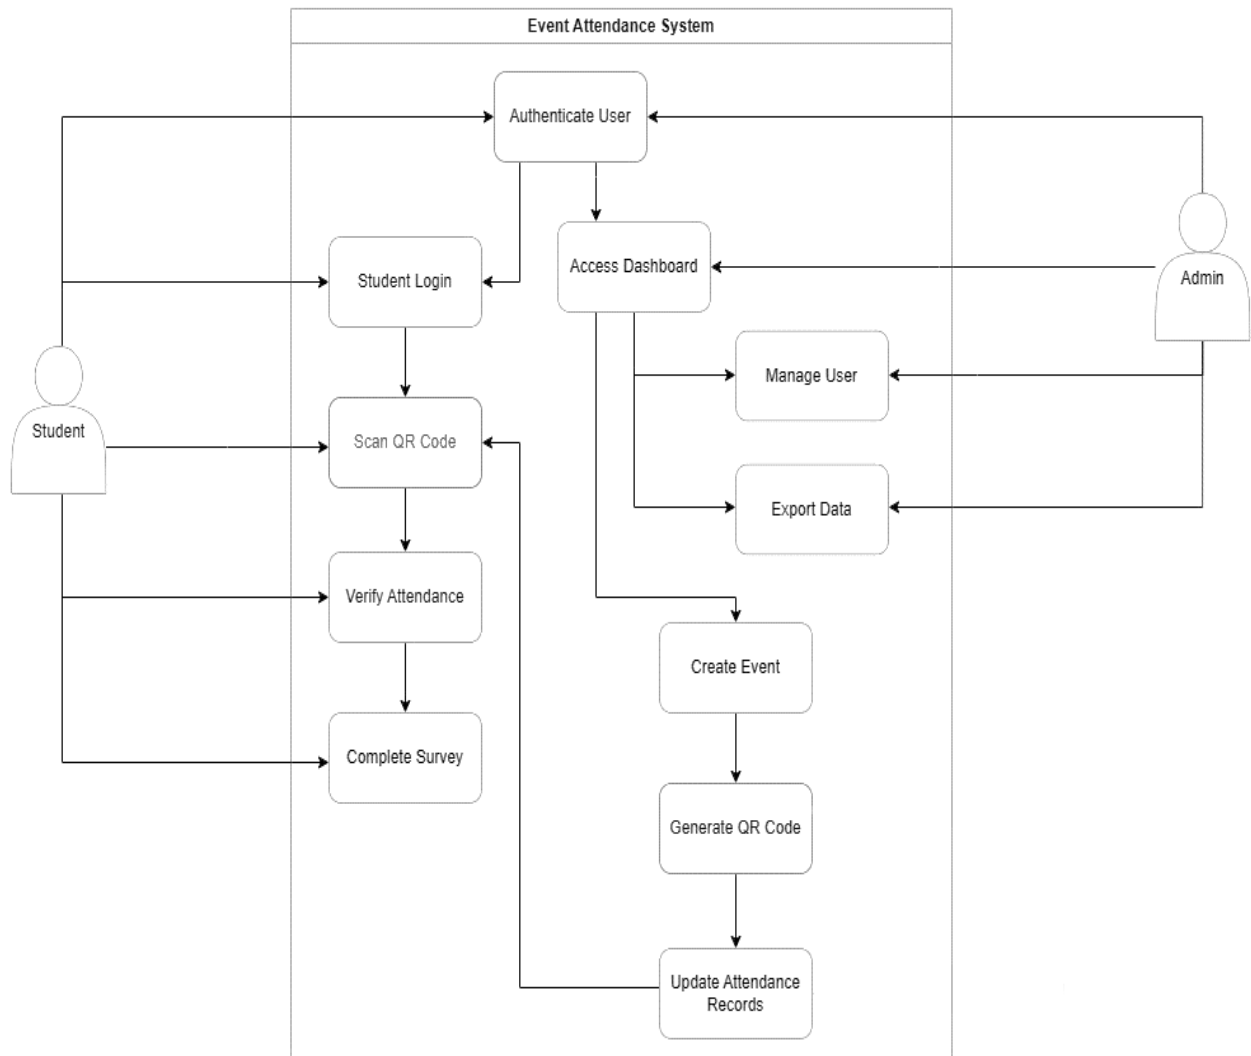 Event Attendance System
Authenticate User
Access Dashboard
Student Login
Admin
Manage User
Student
Scan QR Code
Export Data
Verify Attendance
Create Event
Complete Survey
Generate QR Code
Update Attendance
Records